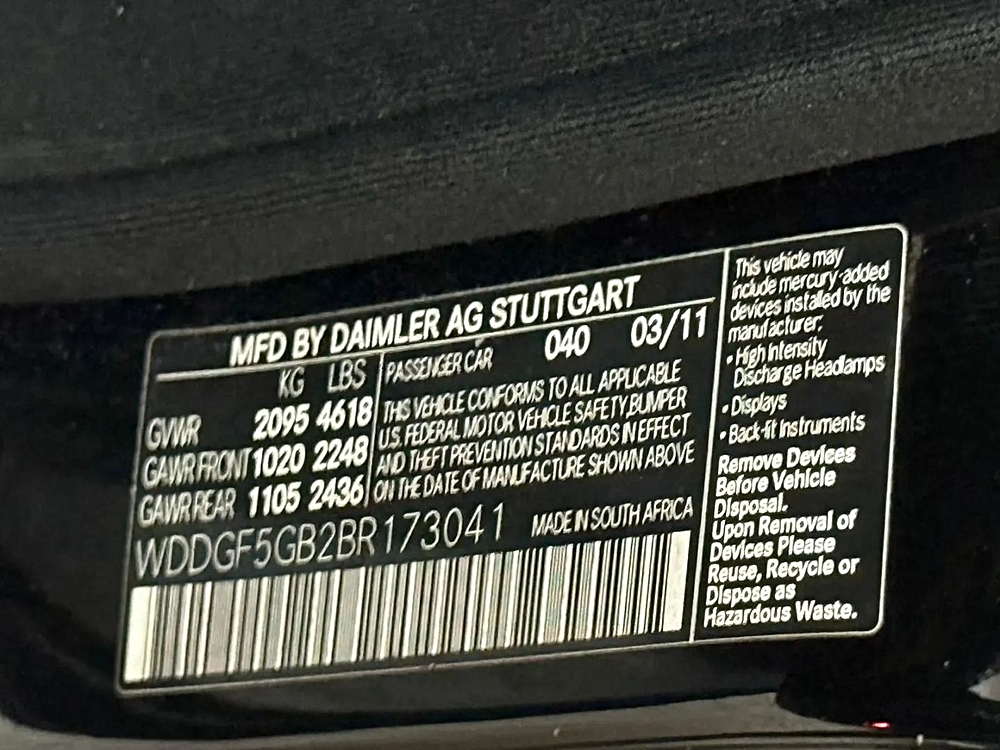 MFD BY DAIMLER AG STUTTGART
KG LBS
GVWR 2095 4618
GAWR FRONT 1020 2248
GAWR REAR 1105 2436
PASSENGER CAR 040 03/11
THIS VEHICLE CONFORMS TO ALL APPLICABLE
U.S. FEDERAL MOTOR VEHICLE SAFETY,BUMPER
AND THEFT PREVENTION STANDARDS IN EFFECT
ON THE DATE OF MANUFACTURE SHOWN ABOVE
WDDGF5GB2BR173041 MADE IN SOUTH AFRICA
This vehicle may
include mercury-added
devices installed by the
manufacturer:
• High Intensity
Discharge Headlamps
• Displays
• Back-fit Instruments
Remove Devices
Before Vehicle
Disposal.
Upon Removal of
Devices Please
Reuse, Recycle or
Dispose as
Hazardous Waste.